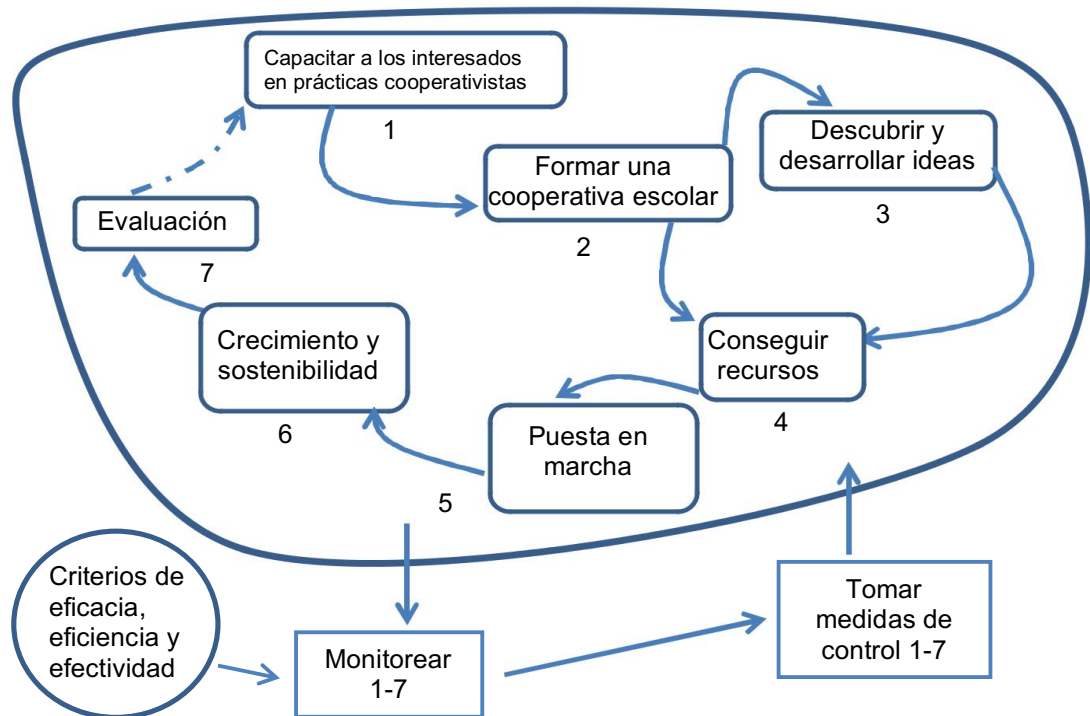 Capacitar a los interesados
en prácticas cooperativistas
1
Formar una
cooperativa escolar
2
Descubrir y
desarrollar ideas
3
Conseguir
recursos
4
Puesta en
marcha
5
Crecimiento y
sostenibilidad
6
Evaluación
7
Criterios de
eficacia,
eficiencia y
efectividad
Monitorear
1-7
Tomar
medidas de
control 1-7